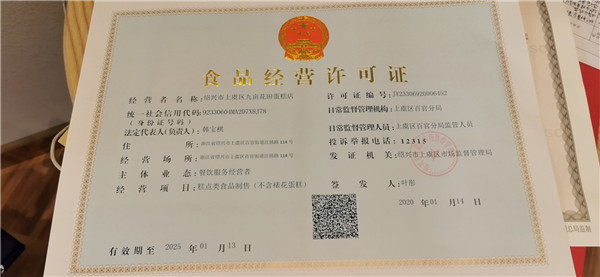 食品经营许可证
经营者名称:绍兴市上虞区九亩花田蛋糕店
许可证编号:JY23306920008452
统一社会信用代码:
(身份证号码)
日常监督管理机构:上虞区百官分局
法定代表人(负责人):韩宝棋
日常监督管理人员:上虞区百官分局监管人员
投诉举报电话:12315
住所:
发证机关:绍兴市上虞区市场监督管理局
经营场所:
主体业态:餐饮服务经营者
经营项目:糕点类食品制售(不含裱花蛋糕)
签发人:叶彤
2020年01月14日
有效期至:2025年01月13日